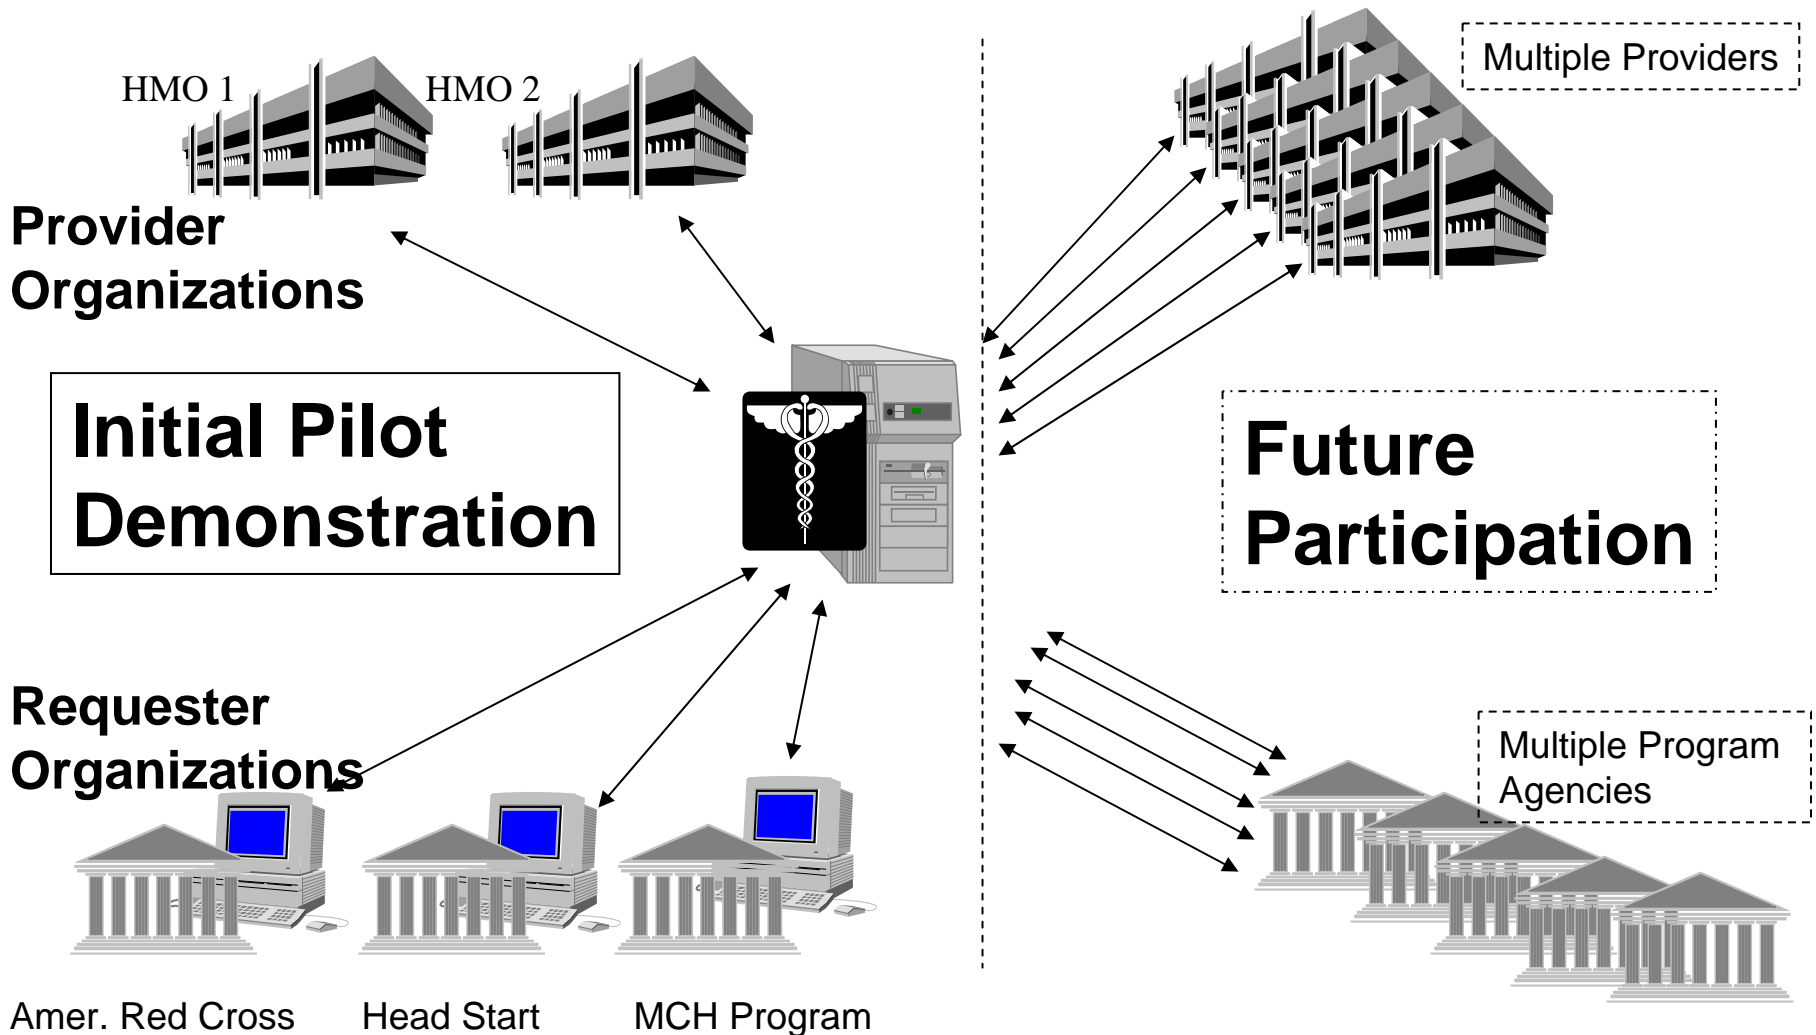 HMO 1
HMO 2
Multiple Providers
Provider
Organizations
Initial Pilot
Demonstration
Future
Participation
Requester
Organizations
Multiple Program
Agencies
Amer. Red Cross
Head Start
MCH Program